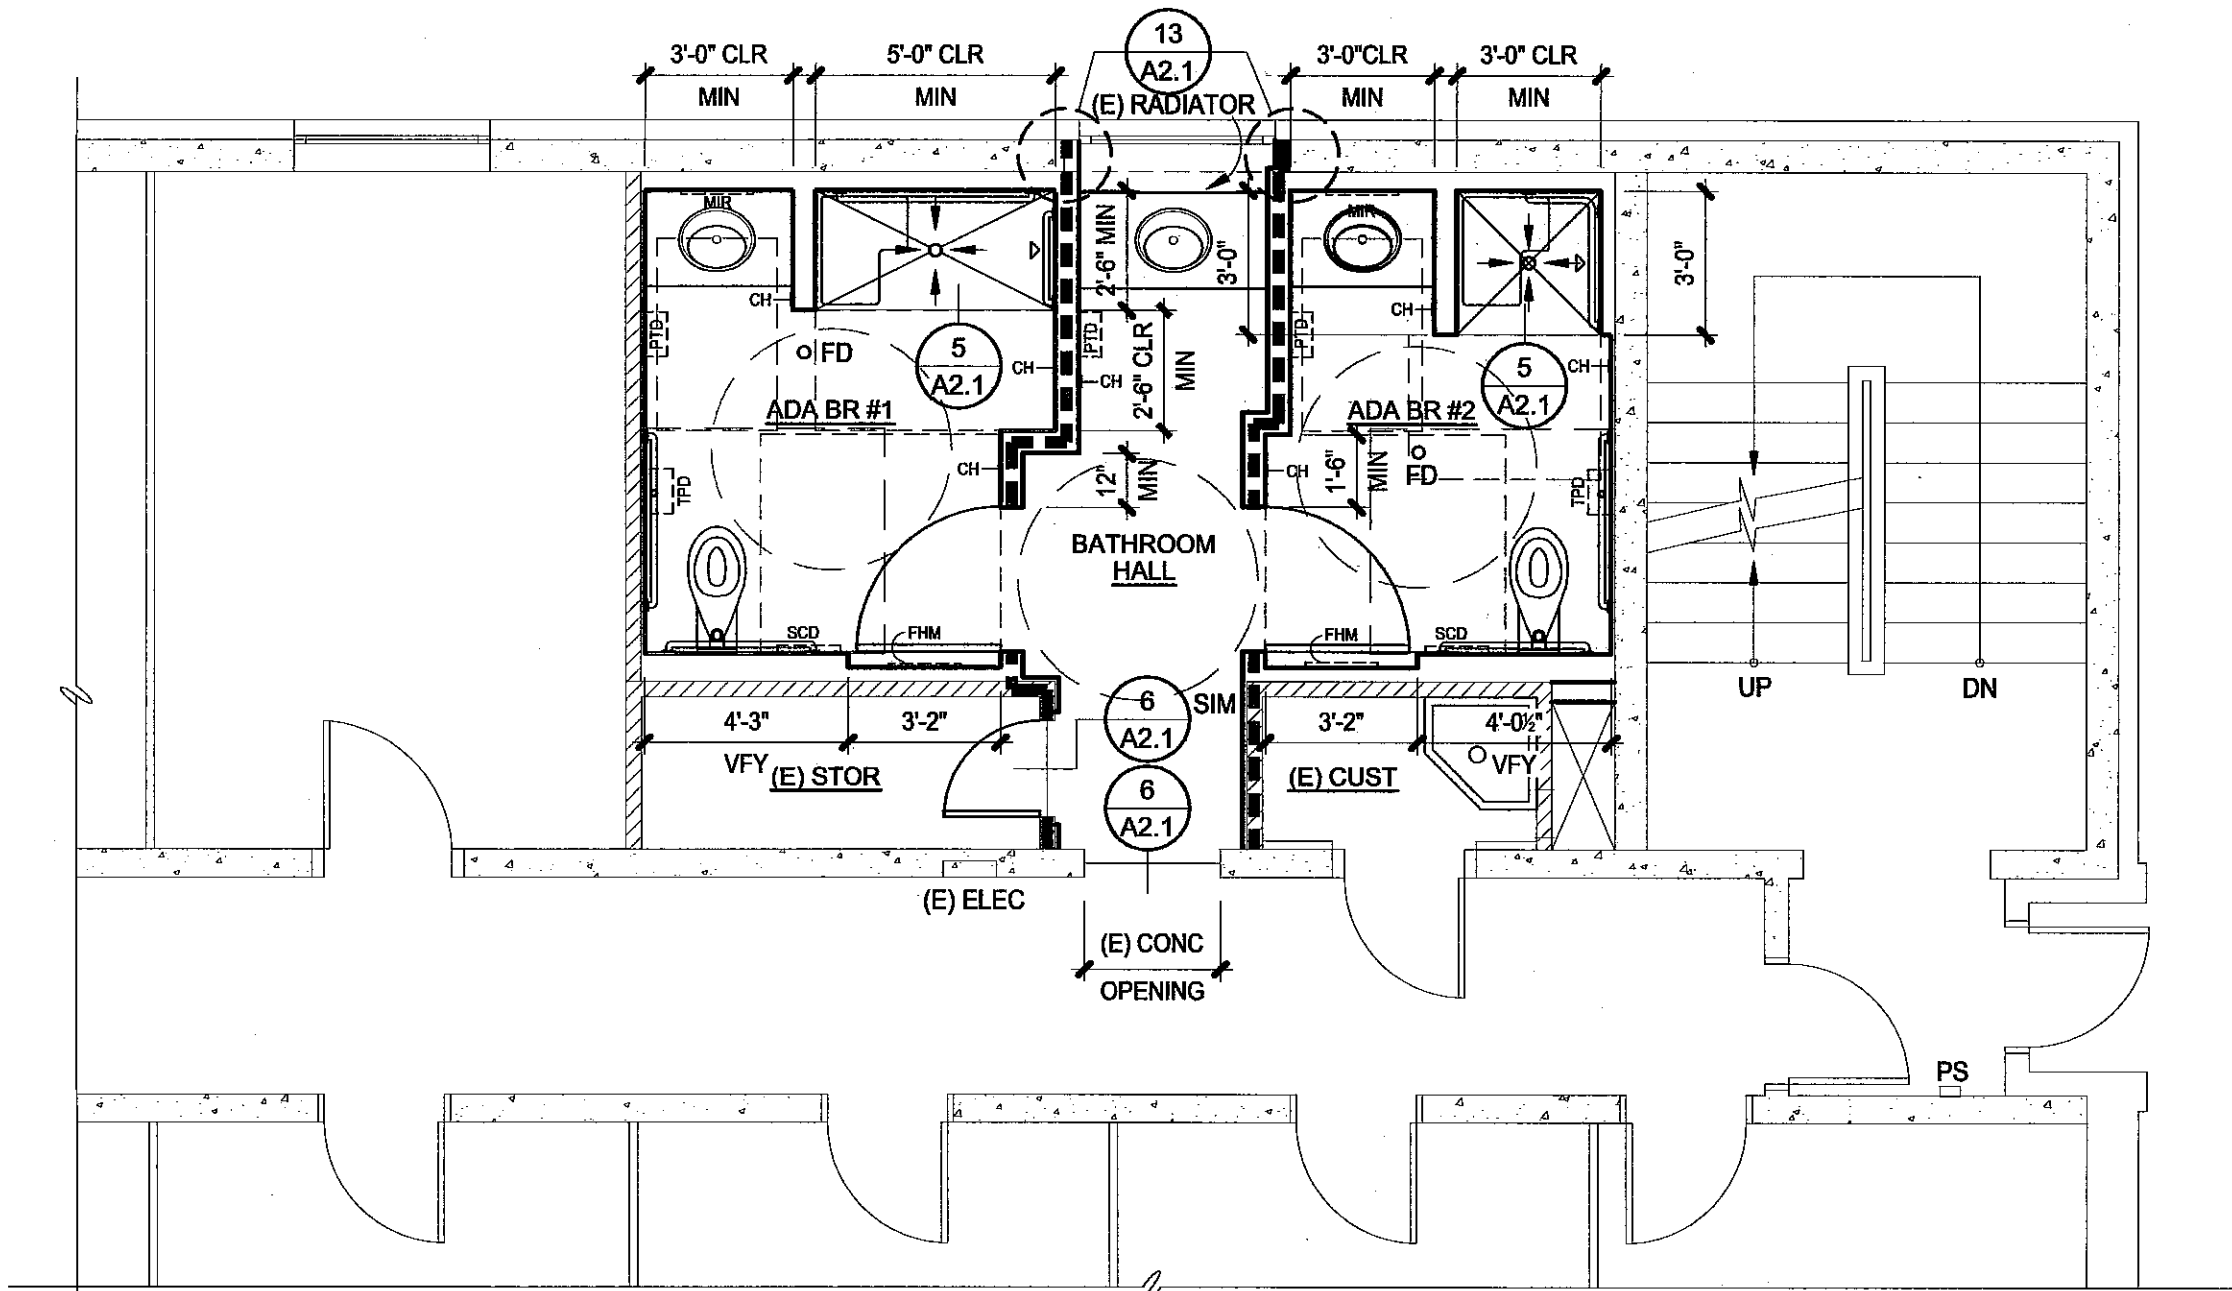 13
A2.1
3'-0" CLR
MIN
5'-0" CLR
MIN
3'-0"CLR
MIN
3'-0" CLR
MIN
(E) RADIATOR
MIR
MIR
2'-6" MIN
3'-0"
3'-0"
CH
CH
PTD
PTD
PTD
FD
5
A2.1
CH
CH
2'-6" CLR
MIN
5
A2.1
CH
ADA BR #1
ADA BR #2
CH
12"
MIN
CH
1'-6"
MIN
FD
TPD
TPD
BATHROOM
HALL
SCD
FHM
FHM
SCD
UP
DN
6
A2.1
SIM
4'-3"
VFY
3'-2"
3'-2"
4'-0½"
VFY
(E) STOR
(E) CUST
6
A2.1
(E) ELEC
(E) CONC
OPENING
PS